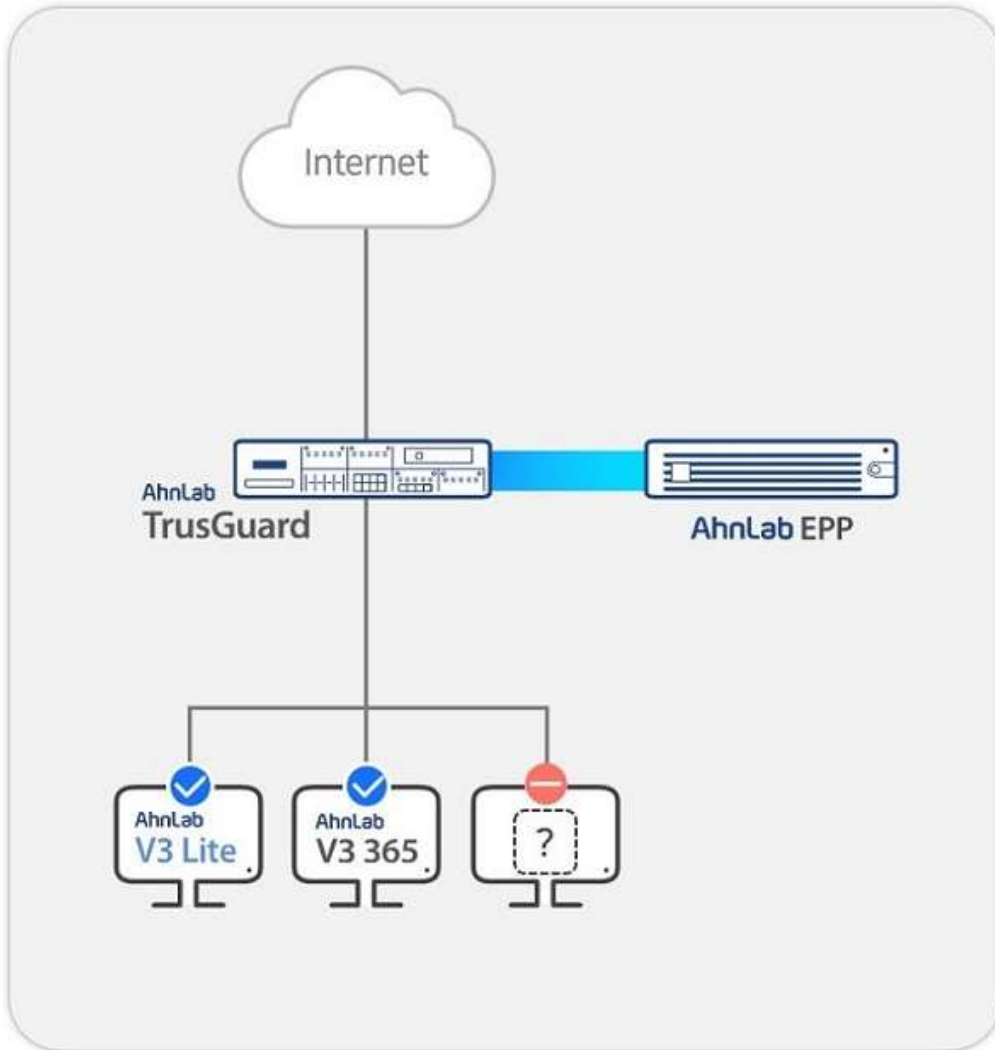 Internet
AhnLab
TrusGuard
AhnLab EPP
AhnLab
V3 Lite
AhnLab
V3 365
?